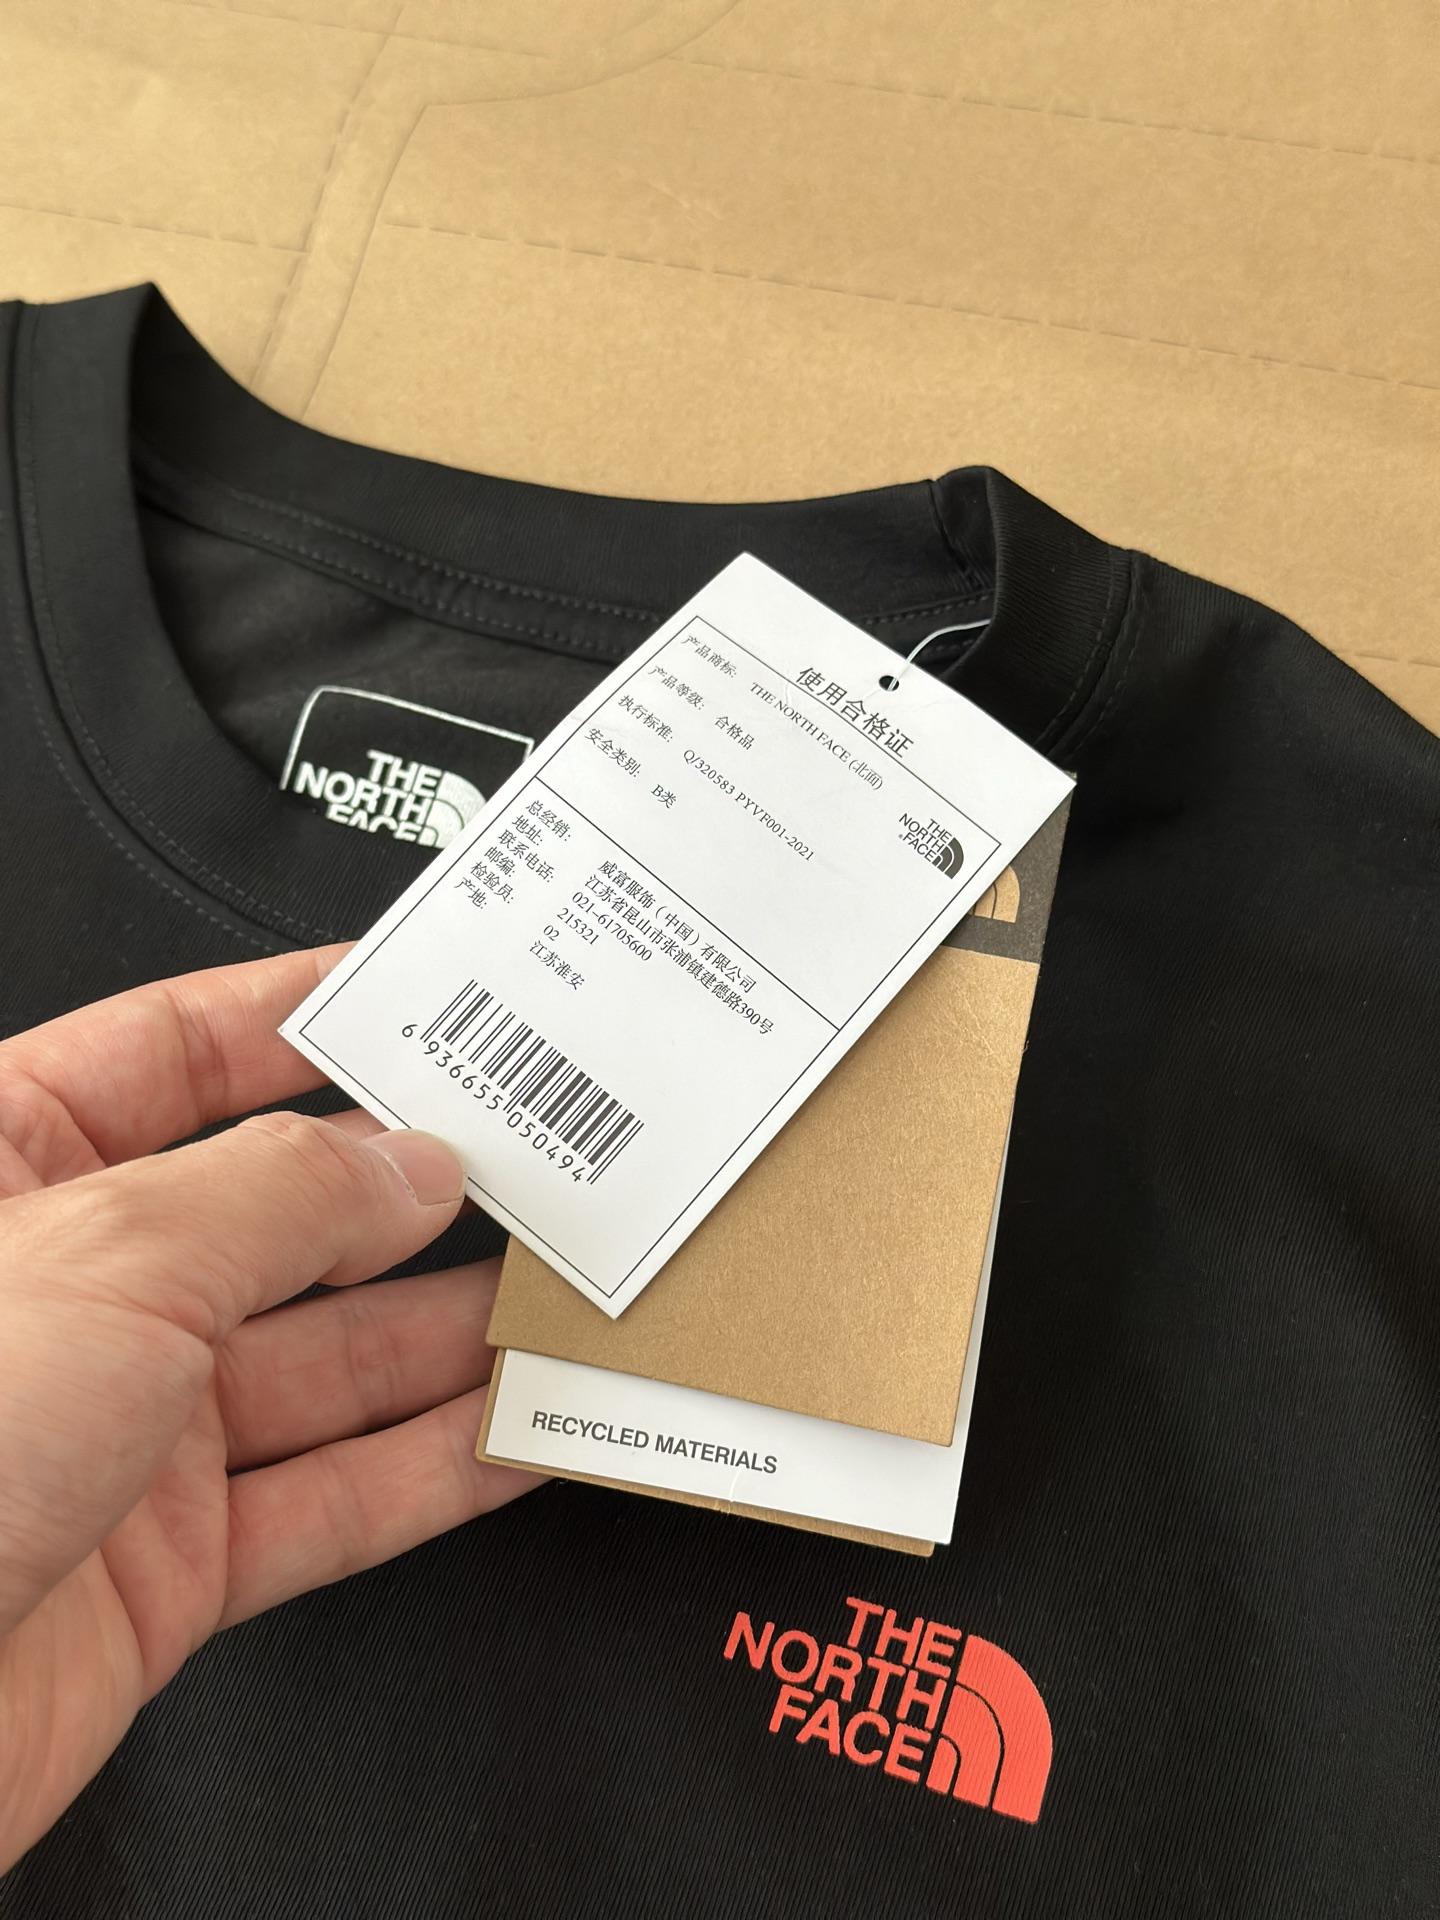 使用合格证
产品商标: THE NORTH FACE (北面)
产品等级: 合格品
执行标准: Q/320583 PYVF001-2021
安全类别: B类
THE
NORTH
FACE
总经销: 威富服饰（中国）有限公司
地址: 江苏省昆山市张浦镇建德路390号
联系电话: 021-61705600
邮编: 215321
检验员: 02
产地: 江苏淮安
6 936655 050494
RECYCLED MATERIALS
THE
NORTH
FACE
THE
NORTH
FACE